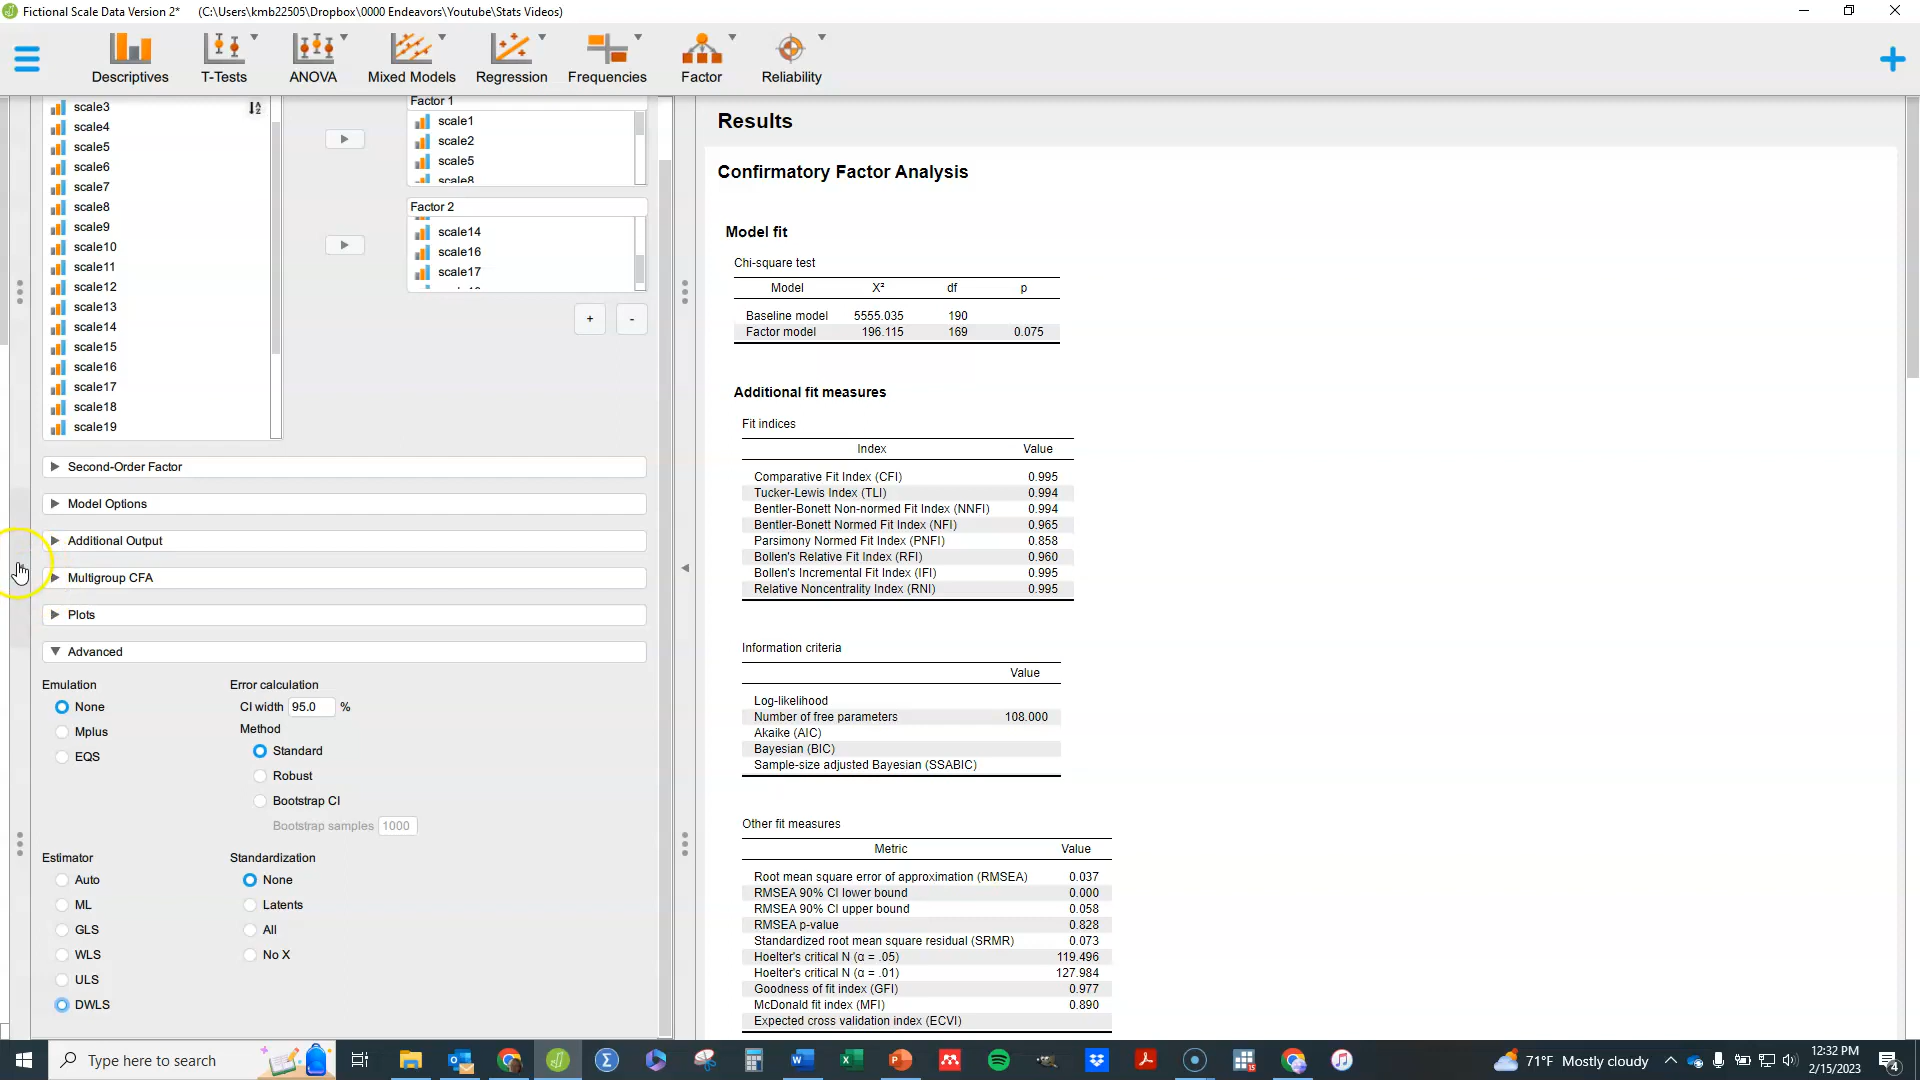 Fictional Scale Data Version 2* (C:\Users\kmb22505\Dropbox\0000 Endeavors\Youtube\Stats Videos)
Descriptives T-Tests ANOVA Mixed Models Regression Frequencies Factor Reliability
scale3
scale4
scale5
scale6
scale7
scale8
scale9
scale10
scale11
scale12
scale13
scale14
scale15
scale16
scale17
scale18
scale19
Factor 1
scale1
scale2
scale5
scale8
Factor 2
scale14
scale16
scale17
+ -
Second-Order Factor
Model Options
Additional Output
Multigroup CFA
Plots
Advanced
Emulation
None
Mplus
EQS
Error calculation
CI width 95.0 %
Method
Standard
Robust
Bootstrap CI
Bootstrap samples 1000
Estimator
Auto
ML
GLS
WLS
ULS
DWLS
Standardization
None
Latents
All
No X
Results
Confirmatory Factor Analysis
Model fit
Chi-square test
Model X² df p
Baseline model 5555.035 190
Factor model 196.115 169 0.075
Additional fit measures
Fit indices
Index Value
Comparative Fit Index (CFI) 0.995
Tucker-Lewis Index (TLI) 0.994
Bentler-Bonett Non-normed Fit Index (NNFI) 0.994
Bentler-Bonett Normed Fit Index (NFI) 0.965
Parsimony Normed Fit Index (PNFI) 0.858
Bollen's Relative Fit Index (RFI) 0.960
Bollen's Incremental Fit Index (IFI) 0.995
Relative Noncentrality Index (RNI) 0.995
Information criteria
Value
Log-likelihood
Number of free parameters 108.000
Akaike (AIC)
Bayesian (BIC)
Sample-size adjusted Bayesian (SSABIC)
Other fit measures
Metric Value
Root mean square error of approximation (RMSEA) 0.037
RMSEA 90% CI lower bound 0.000
RMSEA 90% CI upper bound 0.058
RMSEA p-value 0.828
Standardized root mean square residual (SRMR) 0.073
Hoelter's critical N (α = .05) 119.496
Hoelter's critical N (α = .01) 127.984
Goodness of fit index (GFI) 0.977
McDonald fit index (MFI) 0.890
Expected cross validation index (ECVI)
Type here to search
71°F Mostly cloudy
12:32 PM
2/15/2023
4